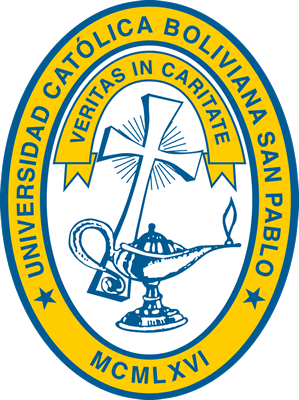 UNIVERSIDAD CATÓLICA BOLIVIANA SAN PABLO
VERITAS IN CARITATE
MCMLXVI